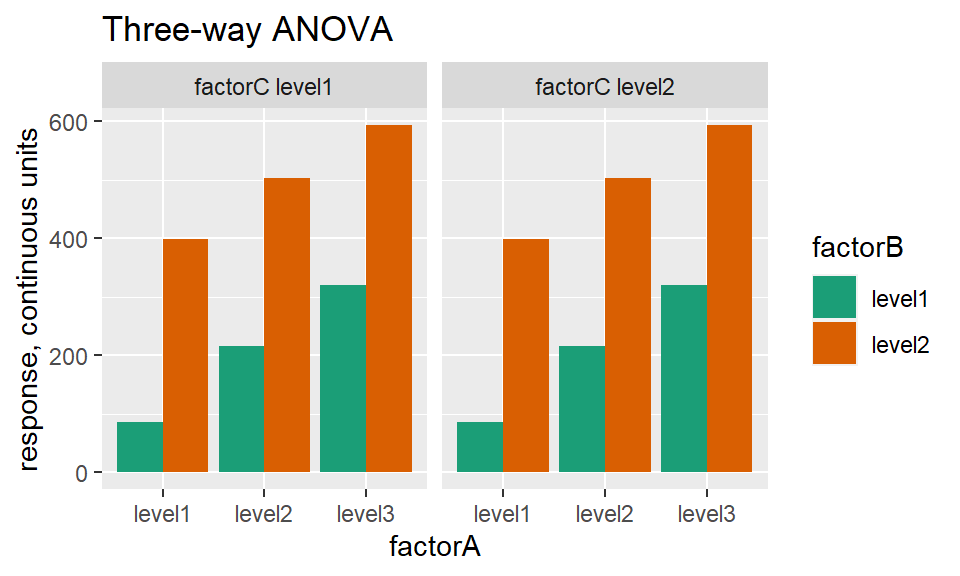 Three-way ANOVA
factorC level1
factorC level2
response, continuous units
600
400
200
0
level1 level2 level3
level1 level2 level3
factorA
factorB
level1
level2